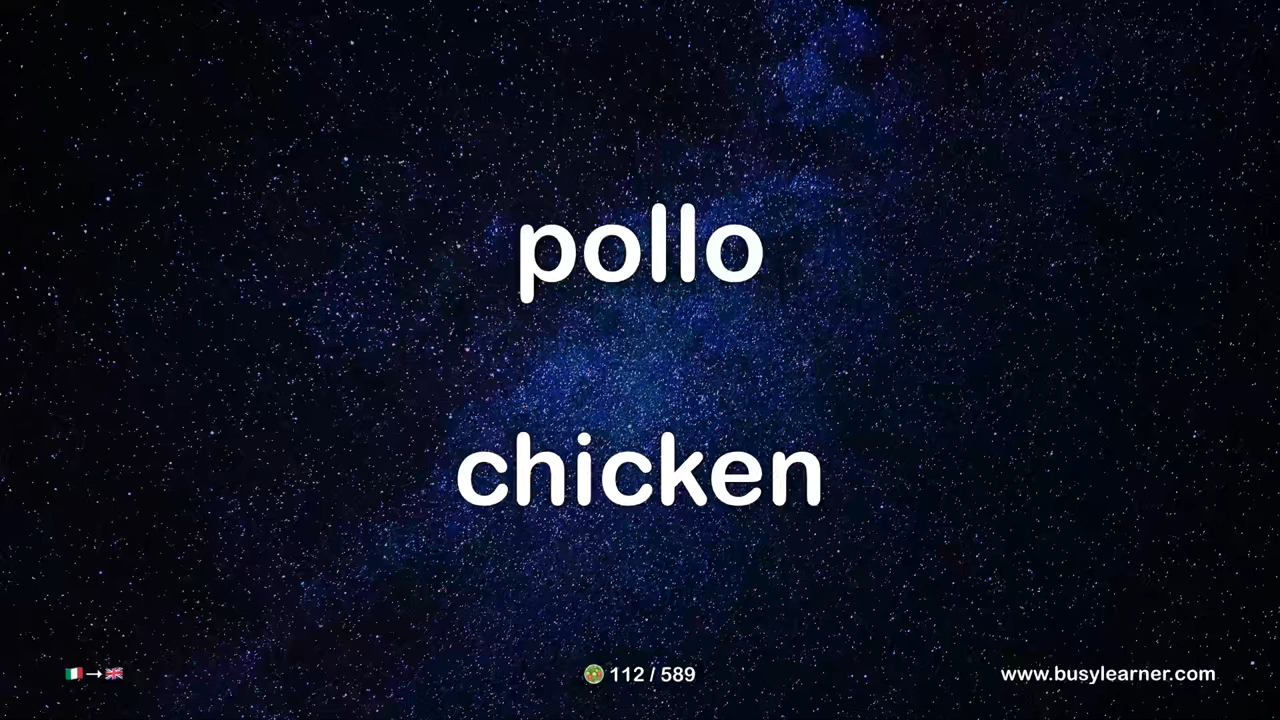 pollo
chicken
🇮🇹→🇬🇧
112 / 589
www.busylearner.com